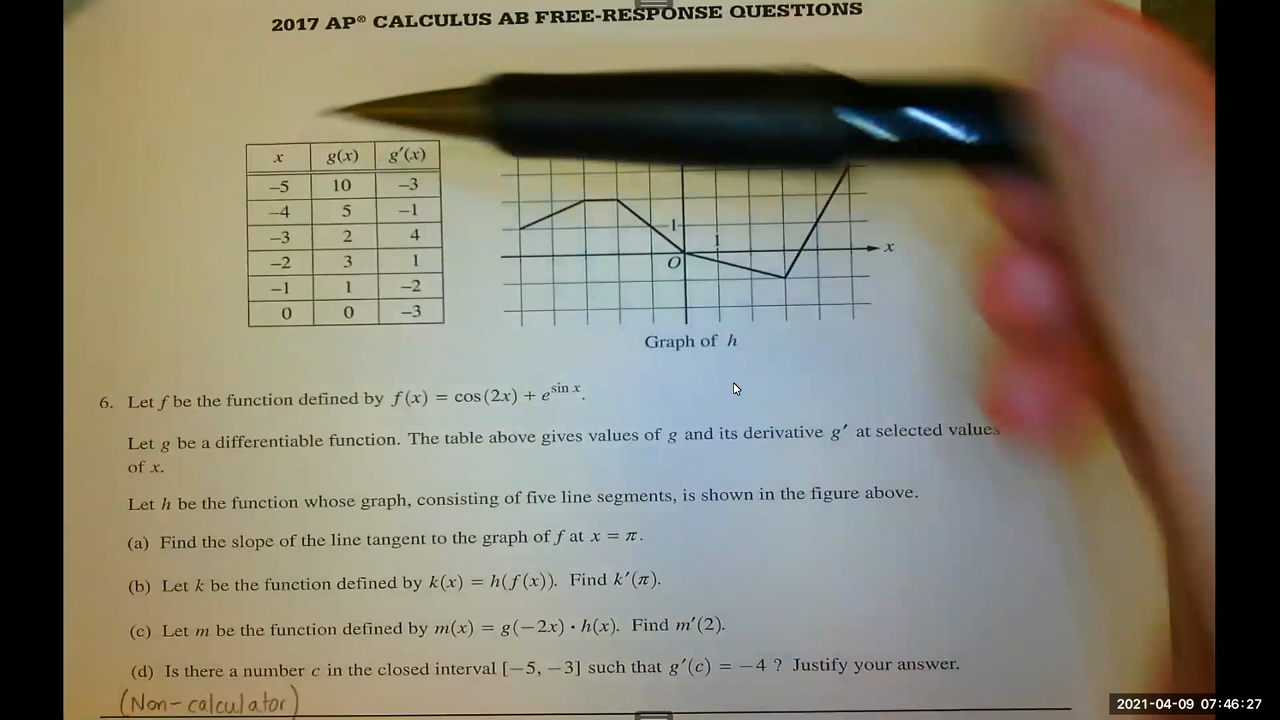 2017 AP® CALCULUS AB FREE-RESPONSE QUESTIONS
x g(x) g′(x)
−5 10 −3
−4 5 −1
−3 2 4
−2 3 1
−1 1 −2
0 0 −3
1
1
O
x
Graph of h
6. Let f be the function defined by f(x) = cos(2x) + e^{sin x}.
Let g be a differentiable function. The table above gives values of g and its derivative g′ at selected values
of x.
Let h be the function whose graph, consisting of five line segments, is shown in the figure above.
(a) Find the slope of the line tangent to the graph of f at x = π.
(b) Let k be the function defined by k(x) = h(f(x)). Find k′(π).
(c) Let m be the function defined by m(x) = g(−2x) · h(x). Find m′(2).
(d) Is there a number c in the closed interval [−5, −3] such that g′(c) = −4 ? Justify your answer.
(Non-calculator)
2021-04-09 07:46:27